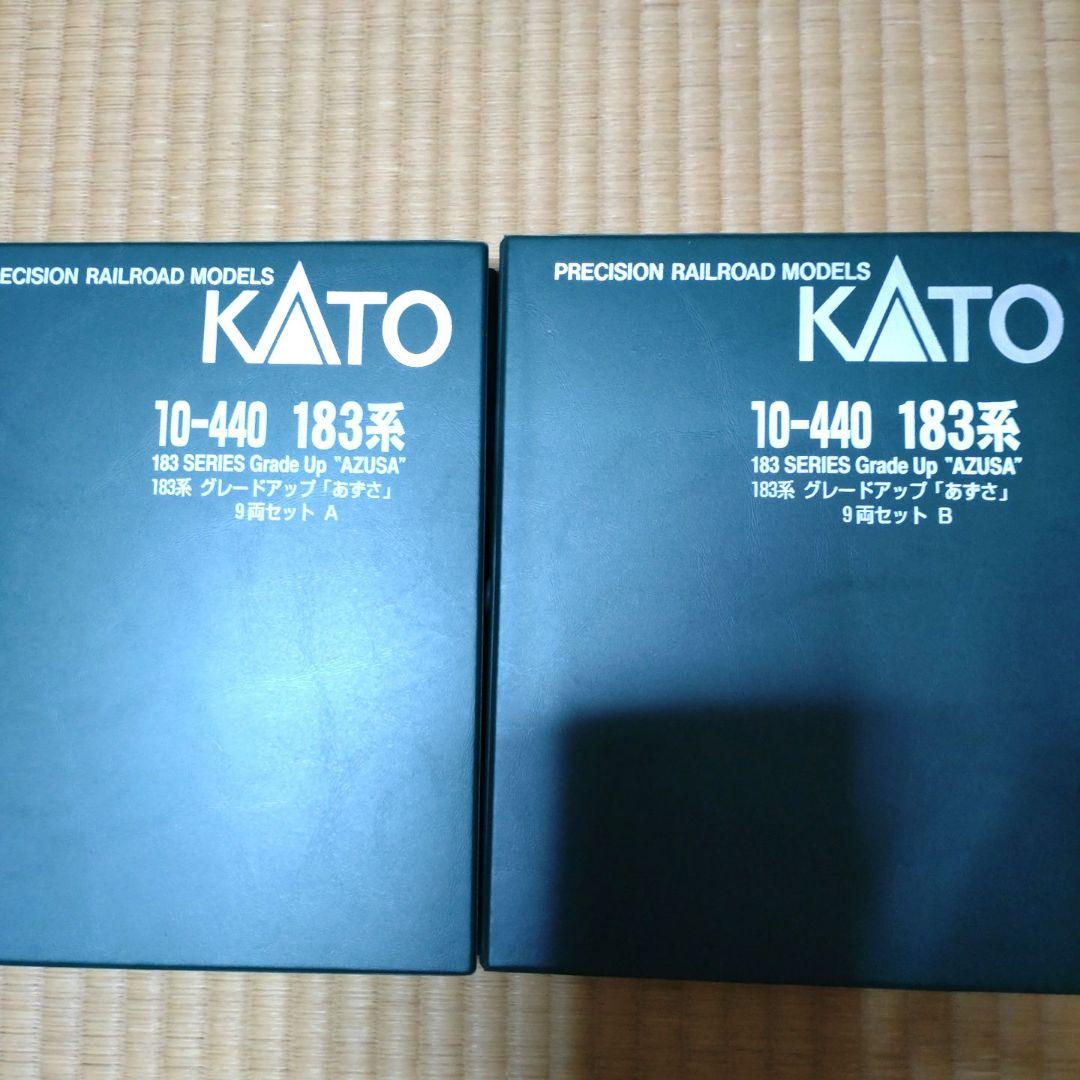 ECISION RAILROAD MODELS
KATO
10-440 183系
183 SERIES Grade Up "AZUSA"
183系 グレードアップ「あずさ」
9両セット A
PRECISION RAILROAD MODELS
KATO
10-440 183系
183 SERIES Grade Up "AZUSA"
183系 グレードアップ「あずさ」
9両セット B